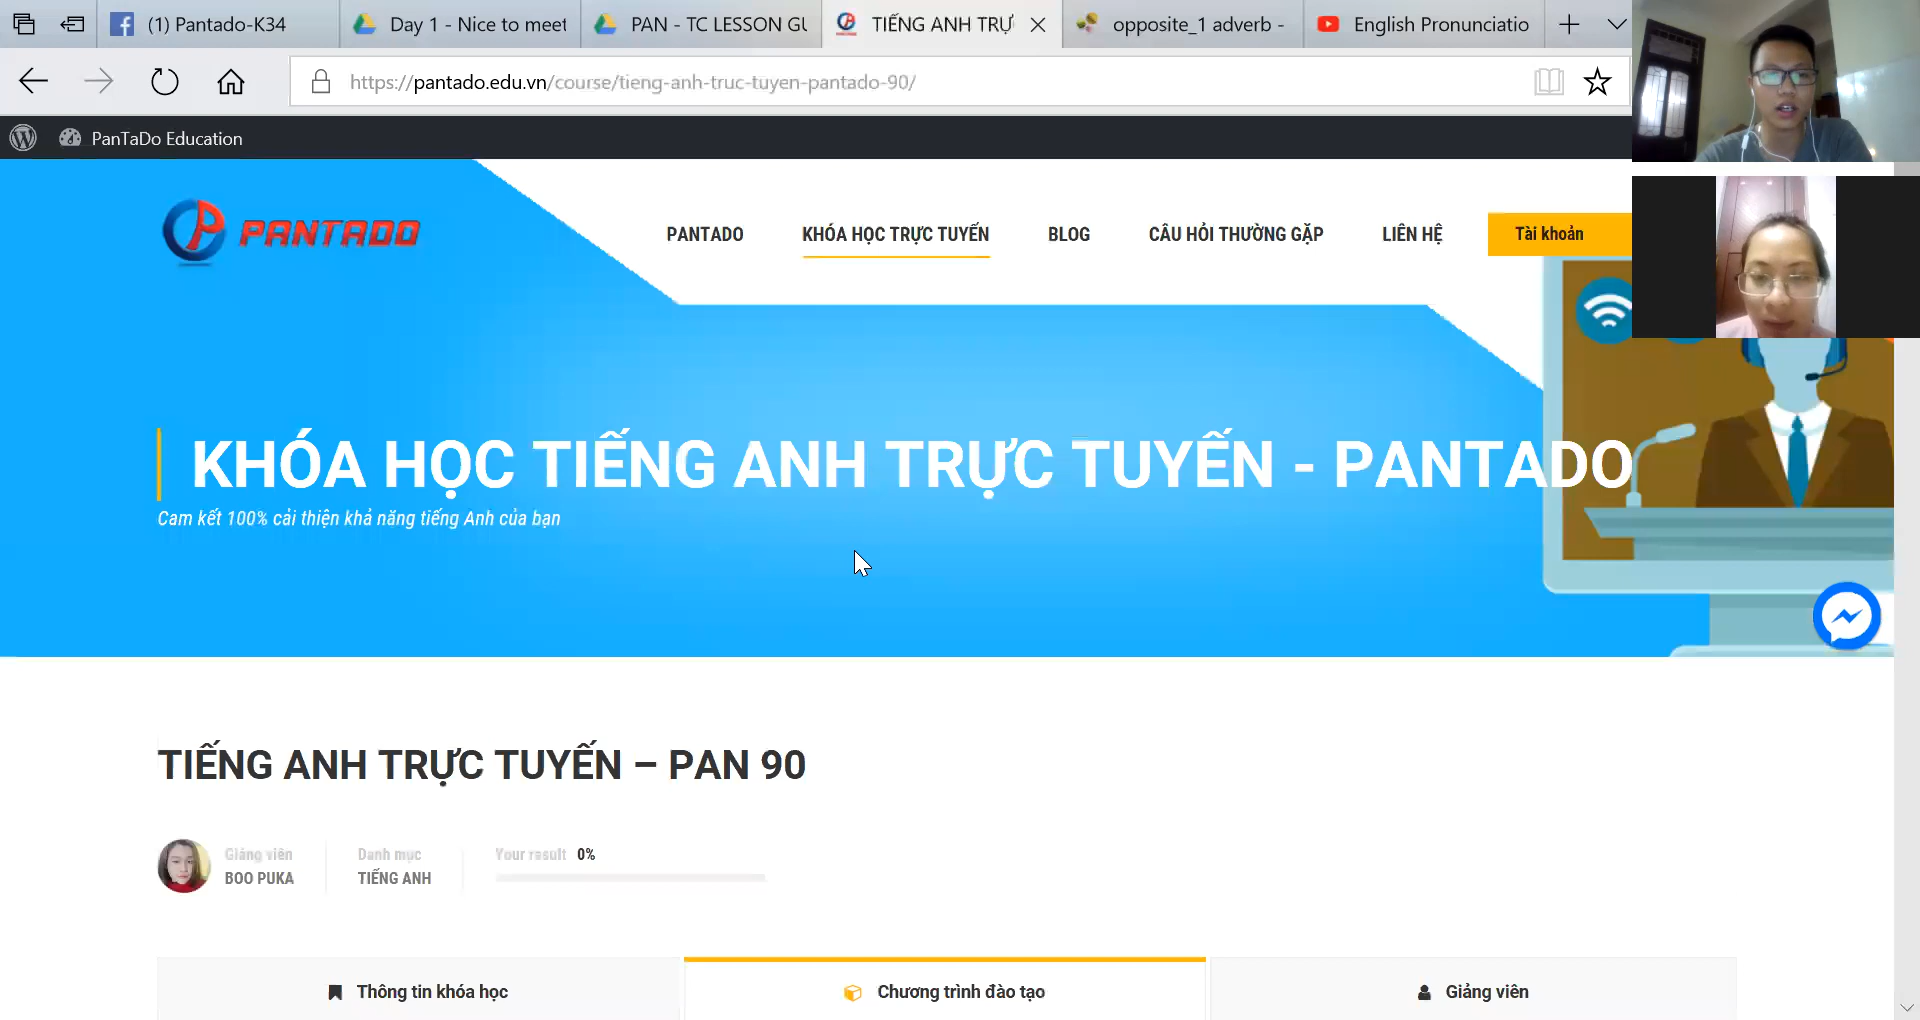 (1) Pantado-K34
Day 1 - Nice to meet
PAN - TC LESSON GU
TIẾNG ANH TRỰ
opposite_1 adverb -
English Pronunciatio
https://pantado.edu.vn/course/tieng-anh-truc-tuyen-pantado-90/
PanTaDo Education
PANTADO
PANTADO
KHÓA HỌC TRỰC TUYẾN
BLOG
CÂU HỎI THƯỜNG GẶP
LIÊN HỆ
Tài khoản
KHÓA HỌC TIẾNG ANH TRỰC TUYẾN - PANTADO
Cam kết 100% cải thiện khả năng tiếng Anh của bạn
TIẾNG ANH TRỰC TUYẾN – PAN 90
Giảng viên
BOO PUKA
Danh mục
TIẾNG ANH
Your result 0%
Thông tin khóa học
Chương trình đào tạo
Giảng viên